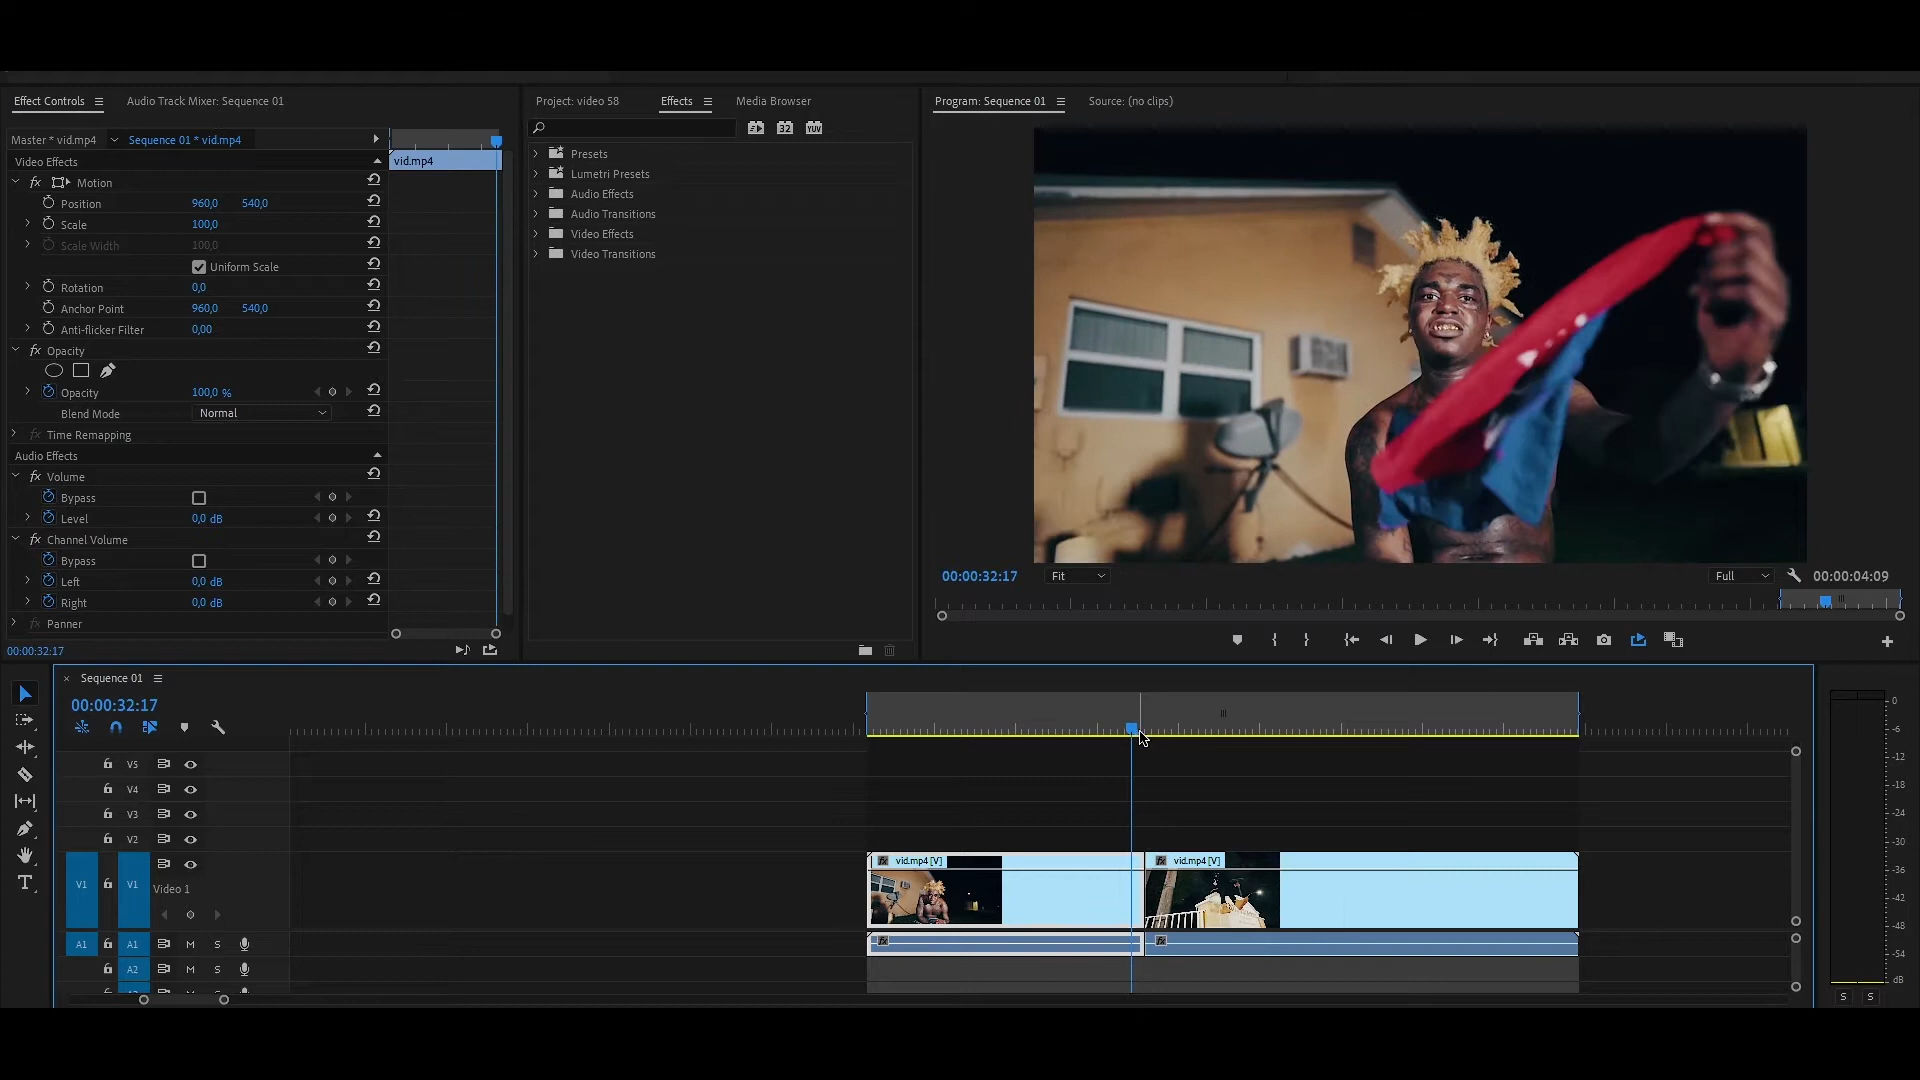 Effect Controls
Audio Track Mixer: Sequence 01
Project: video 58
Effects
Media Browser
Program: Sequence 01
Source: (no clips)
Master * vid.mp4
Sequence 01 * vid.mp4
Video Effects
vid.mp4
Motion
Position 960,0 540,0
Scale 100,0
Scale Width 100,0
Uniform Scale
Rotation 0,0
Anchor Point 960,0 540,0
Anti-flicker Filter 0,00
fx Opacity
Opacity 100,0 %
Blend Mode Normal
fx Time Remapping
Audio Effects
fx Volume
Bypass
Level 0,0 dB
fx Channel Volume
Bypass
Left 0,0 dB
Right 0,0 dB
Panner
00:00:32:17
32
YUV
Presets
Lumetri Presets
Audio Effects
Audio Transitions
Video Effects
Video Transitions
00:00:32:17
Fit
Full
00:00:04:09
Sequence 01
00:00:32:17
V5
V4
V3
V2
V1 V1
Video 1
A1 A1 M S
A2 M S
fx vid.mp4 [V]
fx vid.mp4 [V]
fx
fx
0
-6
-12
-18
-24
-30
-36
-42
-48
-54
dB
S S